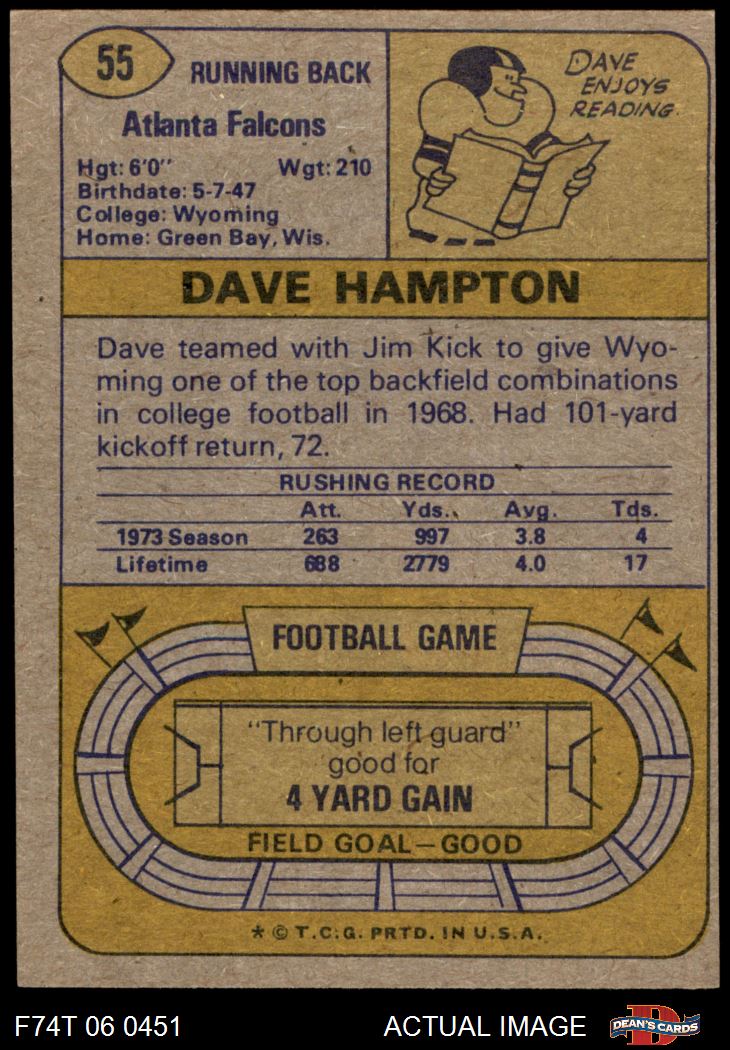 55
RUNNING BACK
Atlanta Falcons
Hgt: 6'0" Wgt: 210
Birthdate: 5-7-47
College: Wyoming
Home: Green Bay, Wis.
DAVE
ENJOYS
READING.
DAVE HAMPTON
Dave teamed with Jim Kick to give Wyo-
ming one of the top backfield combinations
in college football in 1968. Had 101-yard
kickoff return, 72.
RUSHING RECORD
Att. Yds. Avg. Tds.
1973 Season 263 997 3.8 4
Lifetime 688 2779 4.0 17
FOOTBALL GAME
"Through left guard"
good for
4 YARD GAIN
FIELD GOAL—GOOD
* © T.C.G. PRTD. IN U.S.A.
F74T 06 0451 ACTUAL IMAGE
D
DEAN'S CARDS